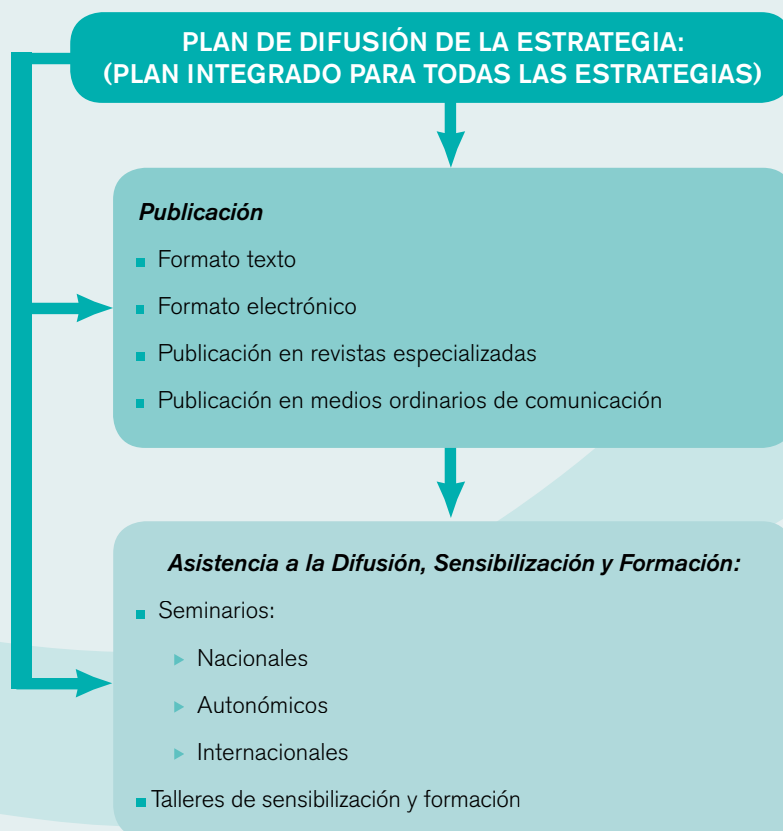 PLAN DE DIFUSIÓN DE LA ESTRATEGIA:
(PLAN INTEGRADO PARA TODAS LAS ESTRATEGIAS)
Publicación
Formato texto
Formato electrónico
Publicación en revistas especializadas
Publicación en medios ordinarios de comunicación
Asistencia a la Difusión, Sensibilización y Formación:
Seminarios:
Nacionales
Autonómicos
Internacionales
Talleres de sensibilización y formación